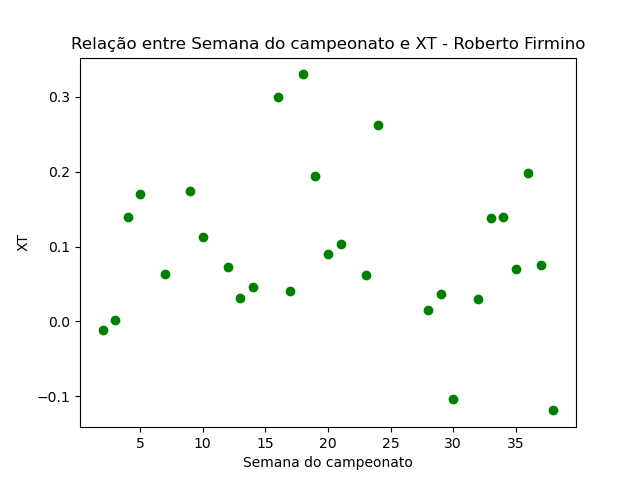 Relação entre Semana do campeonato e XT - Roberto Firmino
0.3
0.2
0.1
0.0
−0.1
XT
5 10 15 20 25 30 35
Semana do campeonato